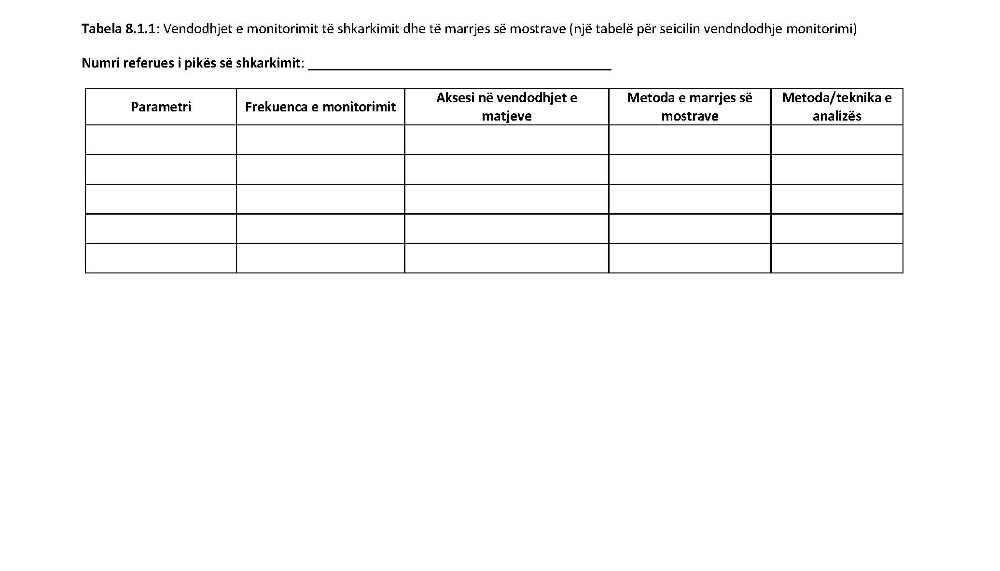 Tabela 8.1.1: Vendodhjet e monitorimit të shkarkimit dhe të marrjes së mostrave (një tabelë për seicilin vendndodhje monitorimi)
Numri referues i pikës së shkarkimit:
Parametri
Frekuenca e monitorimit
Aksesi në vendodhjet e
matjeve
Metoda e marrjes së
mostrave
Metoda/teknika e
analizës